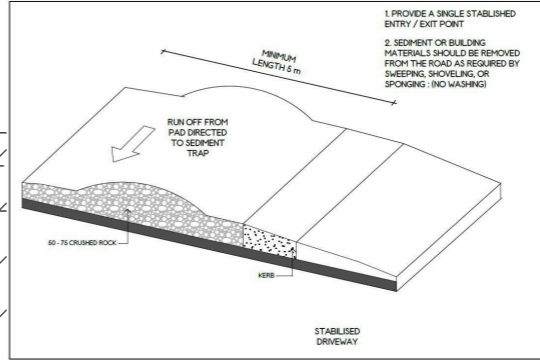 1. PROVIDE A SINGLE STABLISHED
ENTRY / EXIT POINT
2. SEDIMENT OR BUILDING
MATERIALS SHOULD BE REMOVED
FROM THE ROAD AS REQUIRED BY
SWEEPING, SHOVELING, OR
SPONGING : (NO WASHING)
MINIMUM
LENGTH 5 m
RUN OFF FROM
PAD DIRECTED
TO SEDIMENT
TRAP
50 - 75 CRUSHED ROCK
KERB
STABILISED
DRIVEWAY